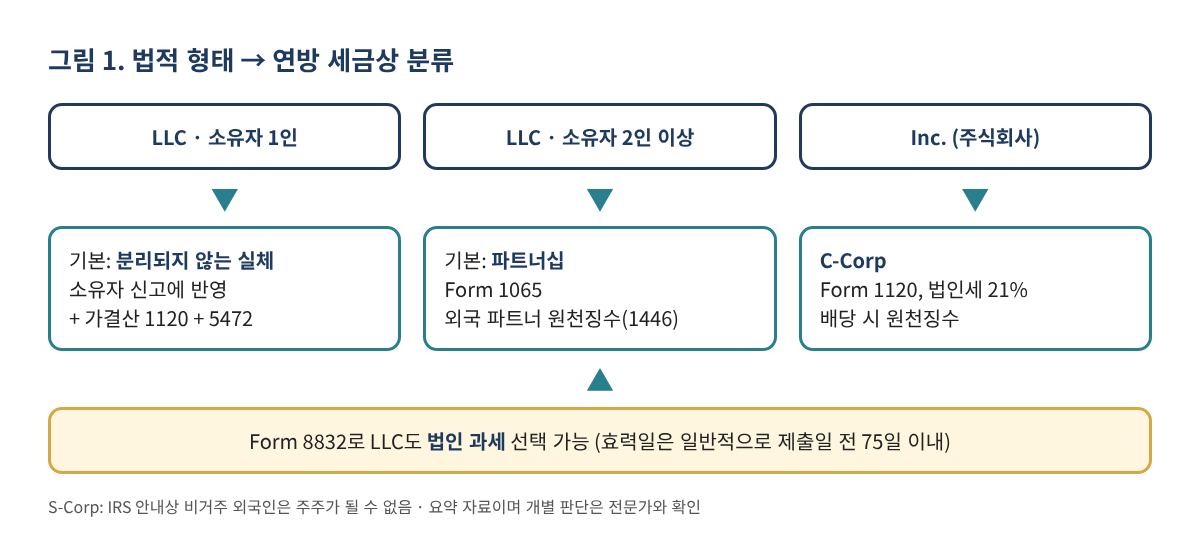 그림 1. 법적 형태 → 연방 세금상 분류
LLC · 소유자 1인
LLC · 소유자 2인 이상
Inc. (주식회사)
기본: 분리되지 않는 실체
소유자 신고에 반영
+ 가결산 1120 + 5472
기본: 파트너십
Form 1065
외국 파트너 원천징수(1446)
C-Corp
Form 1120, 법인세 21%
배당 시 원천징수
Form 8832로 LLC도 법인 과세 선택 가능 (효력일은 일반적으로 제출일 전 75일 이내)
S-Corp: IRS 안내상 비거주 외국인은 주주가 될 수 없음 · 요약 자료이며 개별 판단은 전문가와 확인